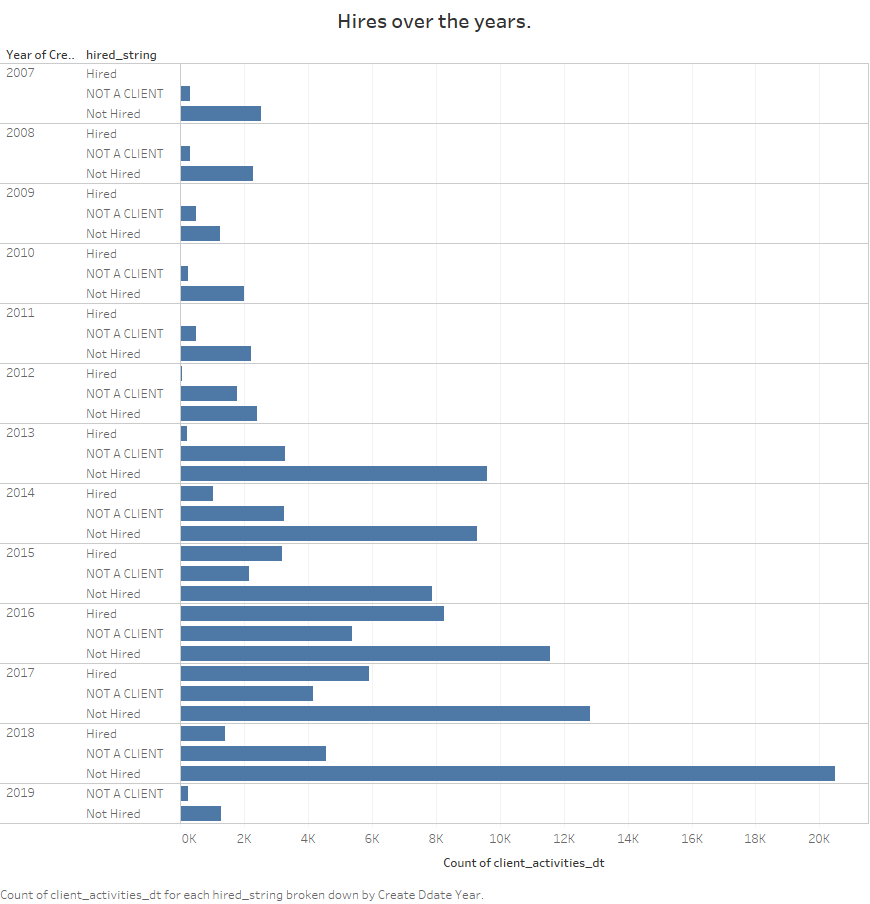 Hires over the years.
Year of Cre.. hired_string
2007 Hired
NOT A CLIENT
Not Hired
2008 Hired
NOT A CLIENT
Not Hired
2009 Hired
NOT A CLIENT
Not Hired
2010 Hired
NOT A CLIENT
Not Hired
2011 Hired
NOT A CLIENT
Not Hired
2012 Hired
NOT A CLIENT
Not Hired
2013 Hired
NOT A CLIENT
Not Hired
2014 Hired
NOT A CLIENT
Not Hired
2015 Hired
NOT A CLIENT
Not Hired
2016 Hired
NOT A CLIENT
Not Hired
2017 Hired
NOT A CLIENT
Not Hired
2018 Hired
NOT A CLIENT
Not Hired
2019 NOT A CLIENT
Not Hired
0K 2K 4K 6K 8K 10K 12K 14K 16K 18K 20K
Count of client_activities_dt
Count of client_activities_dt for each hired_string broken down by Create Ddate Year.